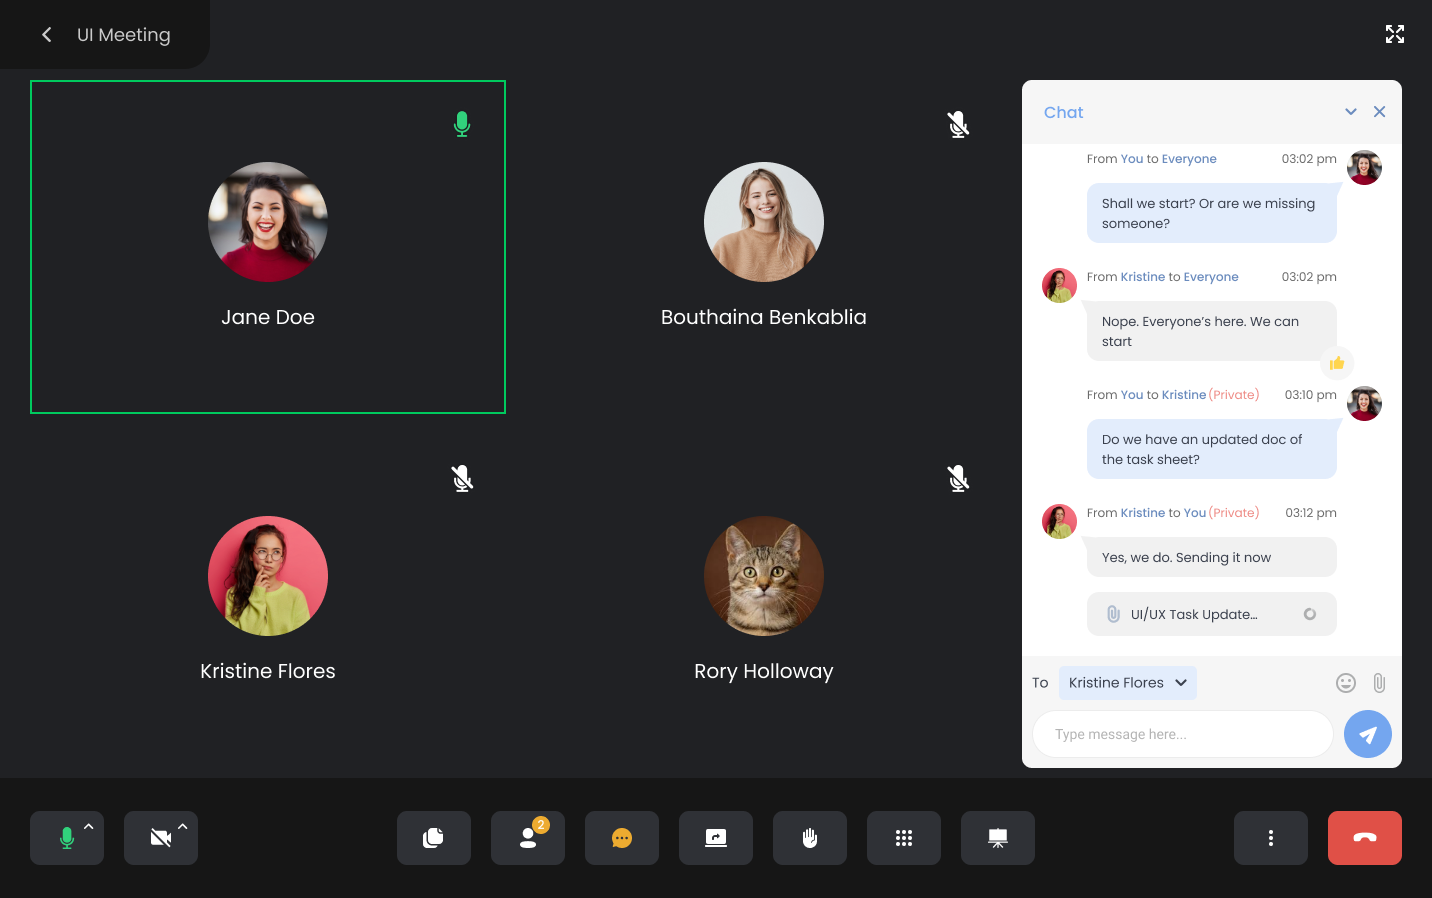 UI Meeting
Jane Doe
Bouthaina Benkablia
Kristine Flores
Rory Holloway
Chat
From You to Everyone 03:02 pm
Shall we start? Or are we missing
someone?
From Kristine to Everyone 03:02 pm
Nope. Everyone’s here. We can
start
From You to Kristine (Private) 03:10 pm
Do we have an updated doc of
the task sheet?
From Kristine to You (Private) 03:12 pm
Yes, we do. Sending it now
UI/UX Task Update...
To Kristine Flores
Type message here...
2